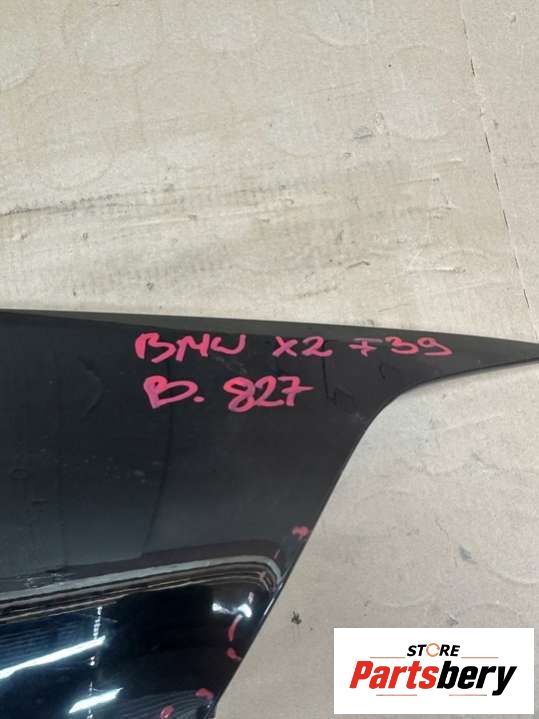 BMW X2 F39
B. 827
STORE
Partsbery